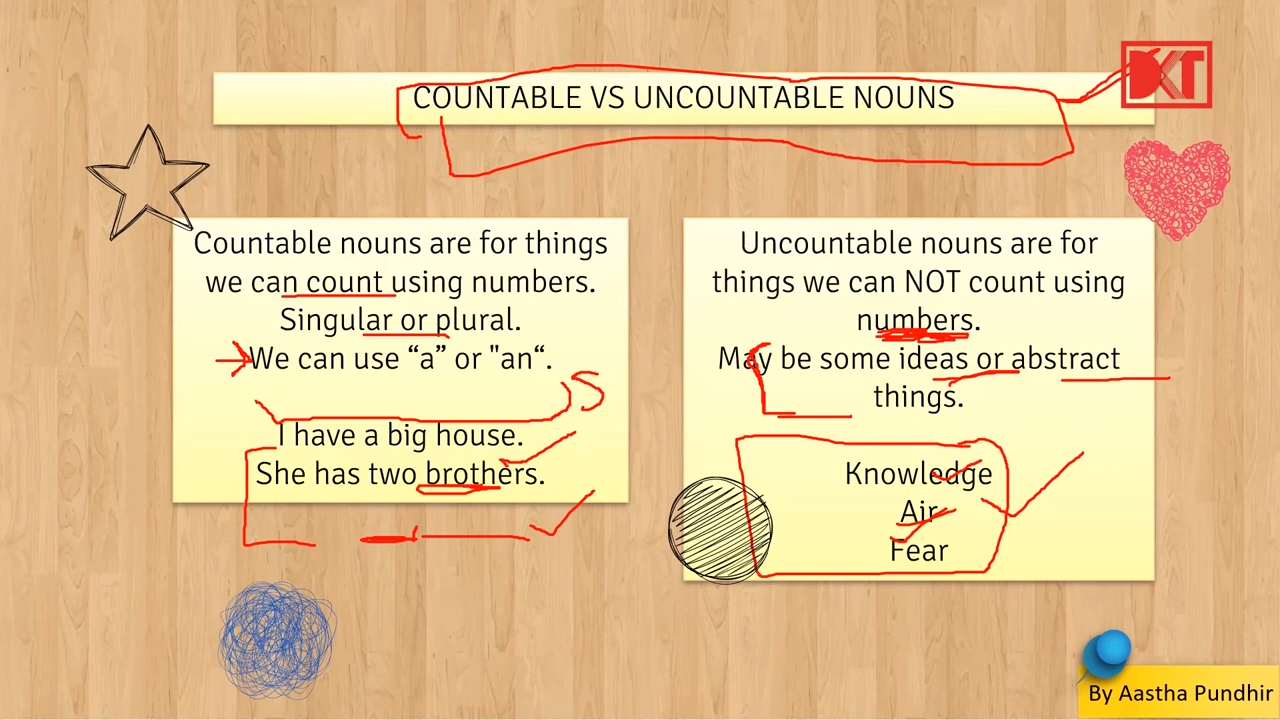 COUNTABLE VS UNCOUNTABLE NOUNS
DKT
Countable nouns are for things
we can count using numbers.
Singular or plural.
We can use “a” or "an“.
I have a big house.
She has two brothers.
Uncountable nouns are for
things we can NOT count using
numbers.
May be some ideas or abstract
things.
Knowledge
Air
Fear
By Aastha Pundhir